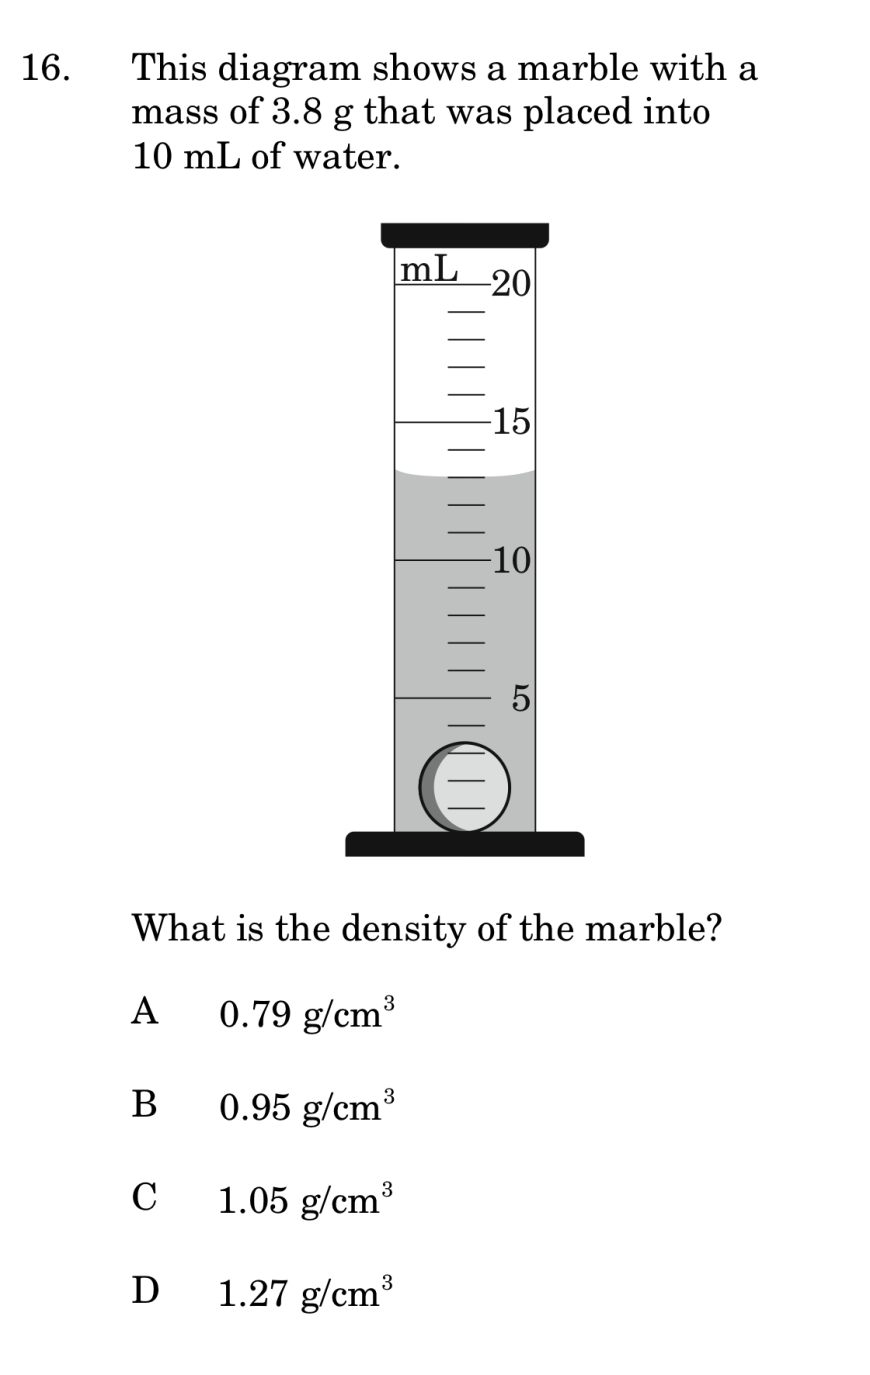 16. This diagram shows a marble with a
mass of 3.8 g that was placed into
10 mL of water.
mL
20
15
10
5
What is the density of the marble?
A 0.79 g/cm³
B 0.95 g/cm³
C 1.05 g/cm³
D 1.27 g/cm³